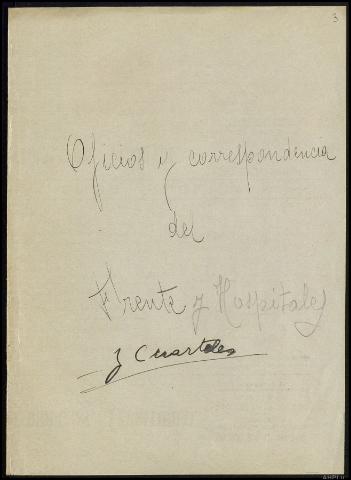 3
Oficios y correspondencia
del
Frente y Hospitales
y Cuarteles